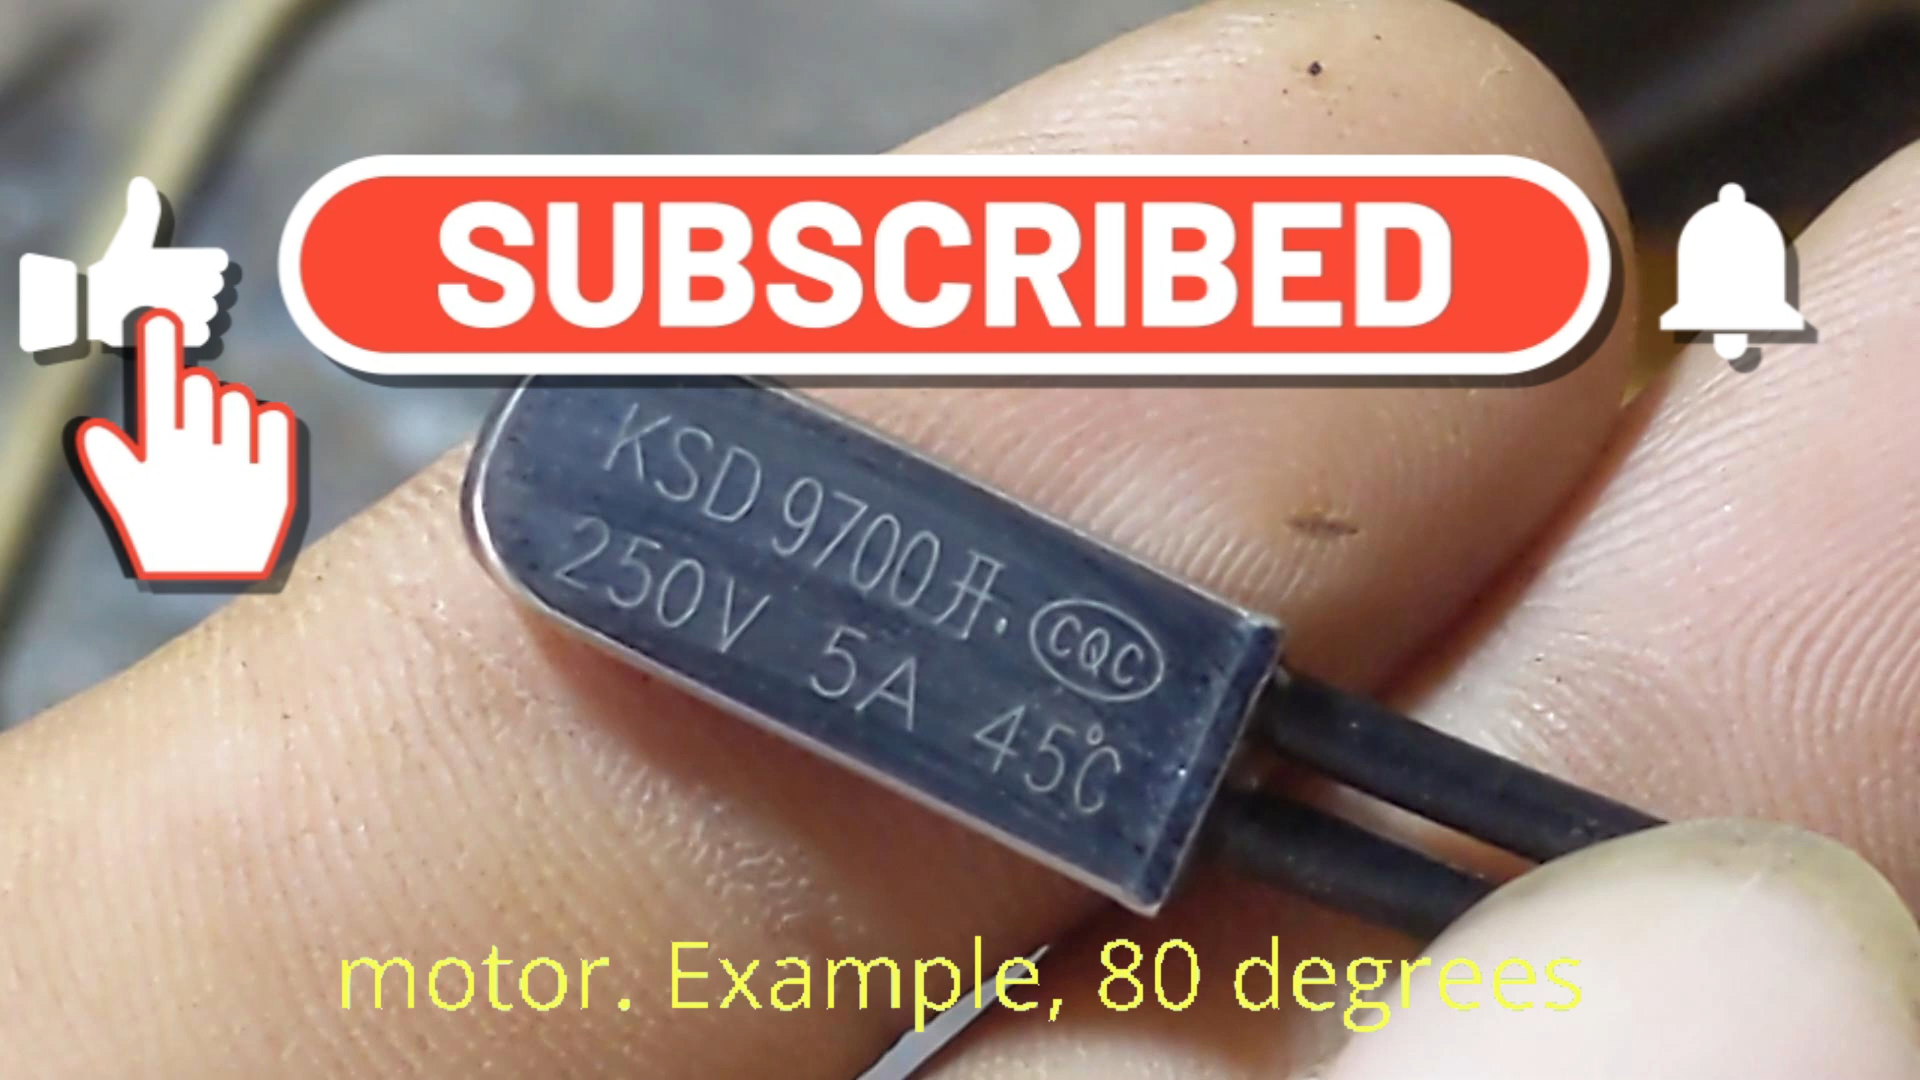 SUBSCRIBED
KSD 9700开.
CQC
250V 5A 45°C
motor. Example, 80 degrees